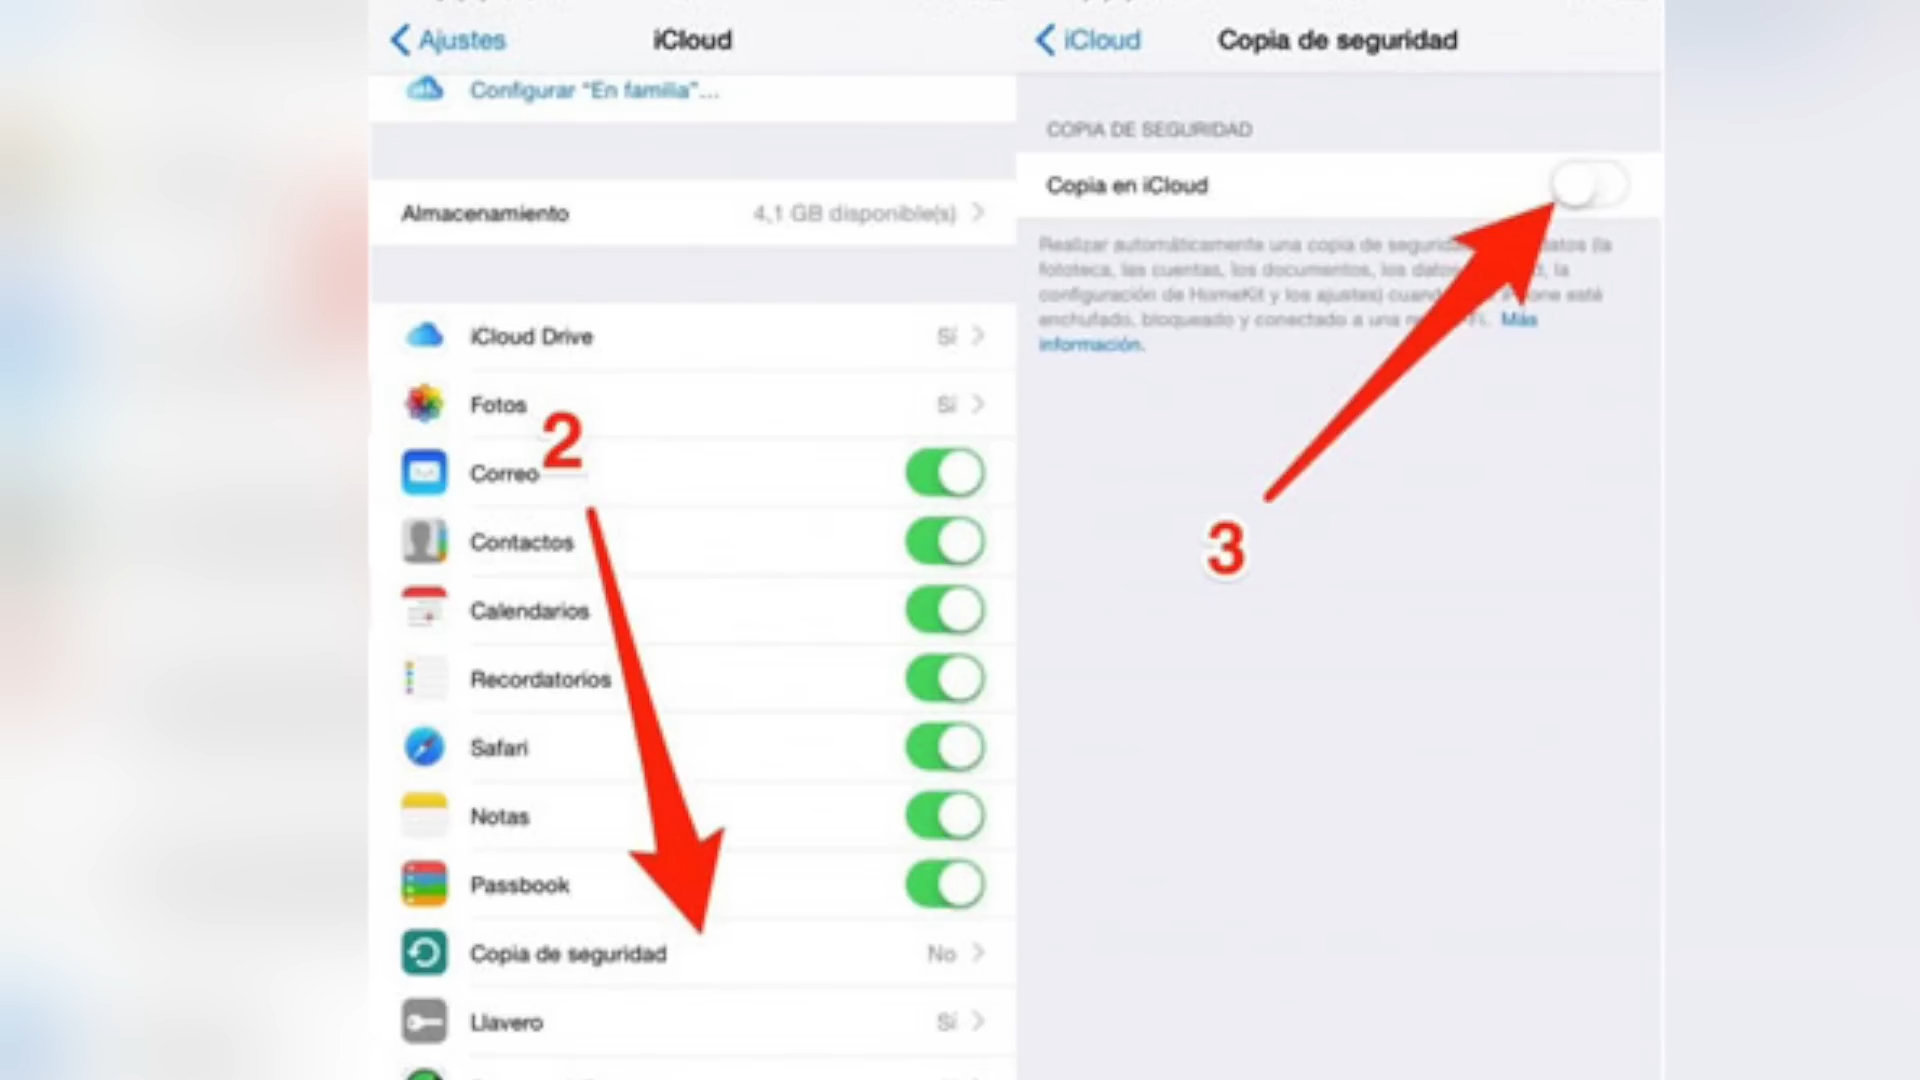 Ajustes
iCloud
Configurar “En familia”...
Almacenamiento
4,1 GB disponible(s)
iCloud Drive
Sí
Fotos
Sí
2
Correo
Contactos
Calendarios
Recordatorios
Safari
Notas
Passbook
Copia de seguridad
No
Llavero
Sí
iCloud
Copia de seguridad
COPIA DE SEGURIDAD
Copia en iCloud
Realizar automáticamente una copia de (la
fototeca, las cuentas, los documentos, los la
configuración de HomeKit y los ajustes) esté
enchufado, bloqueado y conectado a una Más
información.
3